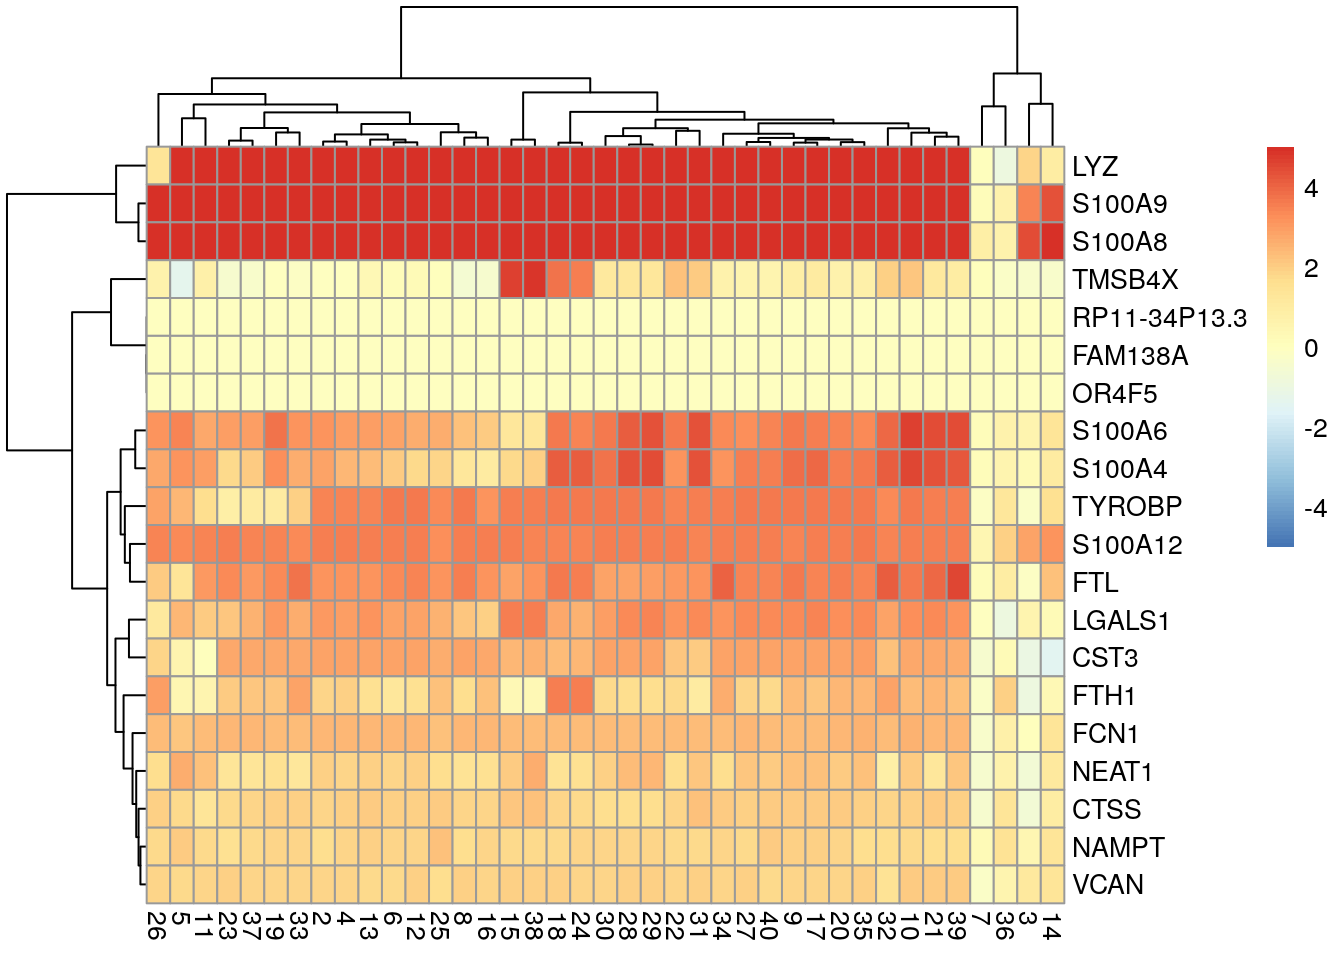 LYZ
S100A9
S100A8
TMSB4X
RP11-34P13.3
FAM138A
OR4F5
S100A6
S100A4
TYROBP
S100A12
FTL
LGALS1
CST3
FTH1
FCN1
NEAT1
CTSS
NAMPT
VCAN
4
2
0
-2
-4
26 5 11 23 37 19 33 2 4 13 6 12 25 8 16 15 38 18 24 30 28 29 22 31 34 27 40 9 17 20 35 32 10 21 39 7 36 3 14